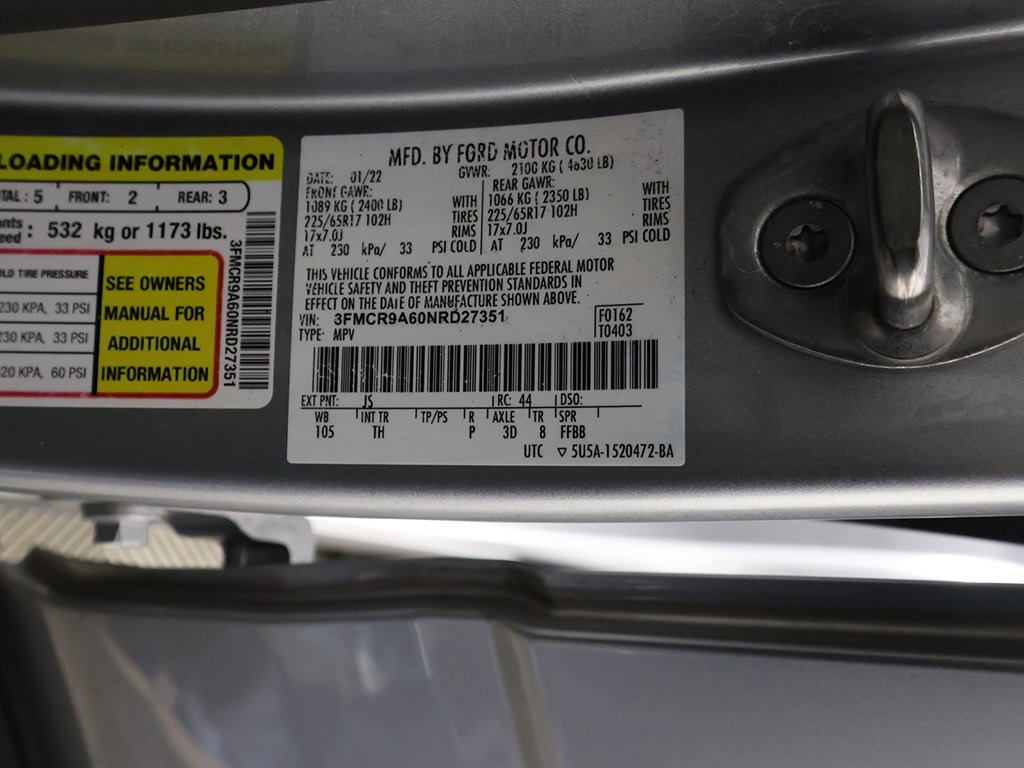 LOADING INFORMATION
TAL : 5 FRONT: 2 REAR: 3
532 kg or 1173 lbs.
OLD TIRE PRESSURE
230 KPA, 33 PSI
230 KPA, 33 PSI
20 KPA, 60 PSI
SEE OWNERS
MANUAL FOR
ADDITIONAL
INFORMATION
3FMCR9A60NRD27351
MFD. BY FORD MOTOR CO.
DATE: 01/22 GVWR: 2100 KG ( 4630 LB)
FRONT GAWR: REAR GAWR:
1089 KG ( 2400 LB) WITH 1066 KG ( 2350 LB) WITH
225/65R17 102H TIRES 225/65R17 102H TIRES
17x7.0J RIMS 17x7.0J RIMS
AT 230 kPa/ 33 PSI COLD AT 230 kPa/ 33 PSI COLD
THIS VEHICLE CONFORMS TO ALL APPLICABLE FEDERAL MOTOR
VEHICLE SAFETY AND THEFT PREVENTION STANDARDS IN
EFFECT ON THE DATE OF MANUFACTURE SHOWN ABOVE.
VIN: 3FMCR9A60NRD27351 F0162
TYPE: MPV T0403
EXT PNT: JS RC: 44 DSO:
WB INT TR TP/PS R AXLE TR SPR
105 TH P 3D 8 FFBB
UTC ▽ 5U5A-1520472-BA